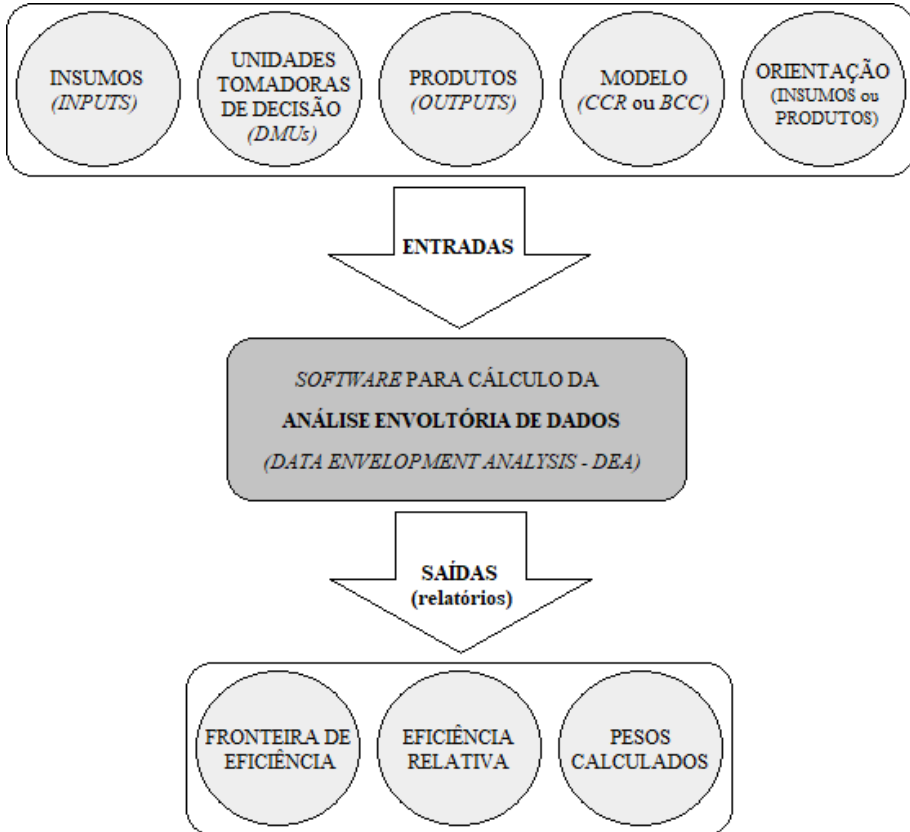 INSUMOS
(INPUTS)
UNIDADES
TOMADORAS
DE DECISÃO
(DMUs)
PRODUTOS
(OUTPUTS)
MODELO
(CCR ou BCC)
ORIENTAÇÃO
(INSUMOS ou
PRODUTOS)
ENTRADAS
SOFTWARE PARA CÁLCULO DA
ANÁLISE ENVOLTÓRIA DE DADOS
(DATA ENVELOPMENT ANALYSIS - DEA)
SAÍDAS
(relatórios)
FRONTEIRA DE
EFICIÊNCIA
EFICIÊNCIA
RELATIVA
PESOS
CALCULADOS